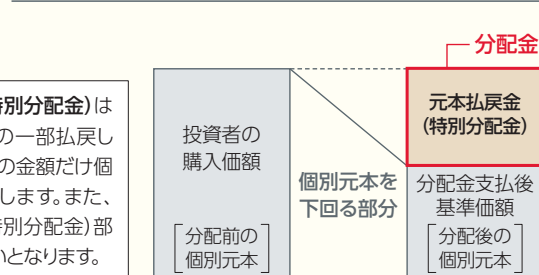 特別分配金)は
の一部払戻し
の金額だけ個
します。また、
特別分配金)部
いとなります。
投資者の
購入価額
分配前の
個別元本
個別元本を
下回る部分
分配金
元本払戻金
(特別分配金)
分配金支払後
基準価額
分配後の
個別元本